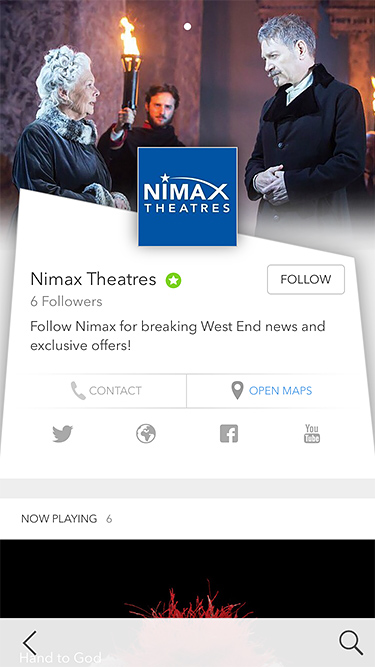 NIMAX
THEATRES
Nimax Theatres
FOLLOW
6 Followers
Follow Nimax for breaking West End news and
exclusive offers!
CONTACT
OPEN MAPS
You
Tube
NOW PLAYING 6
Hand to God